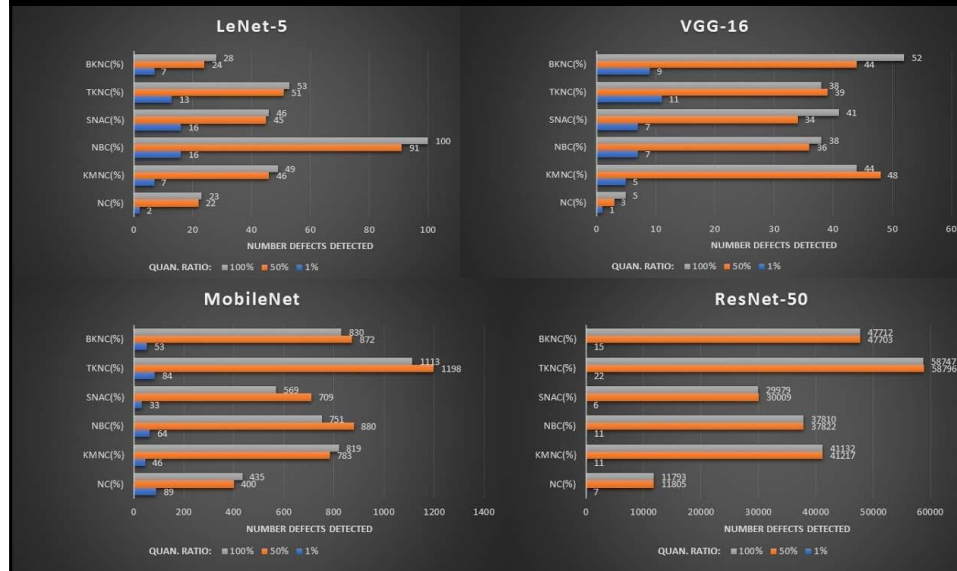 LeNet-5
BKNC(%) 28 24 7
TKNC(%) 53 51 13
SNAC(%) 46 45 16
NBC(%) 100 91 16
KMNC(%) 49 46 7
NC(%) 23 22 2
0 20 40 60 80 100
NUMBER DEFECTS DETECTED
QUAN. RATIO: 100% 50% 1%
VGG-16
BKNC(%) 52 44 9
TKNC(%) 38 39 11
SNAC(%) 41 34 7
NBC(%) 38 36 7
KMNC(%) 44 48 5
NC(%) 5 3 1
0 10 20 30 40 50 60
NUMBER DEFECTS DETECTED
QUAN. RATIO: 100% 50% 1%
MobileNet
BKNC(%) 830 872 53
TKNC(%) 1113 1198 84
SNAC(%) 569 709 33
NBC(%) 751 880 64
KMNC(%) 819 783 46
NC(%) 435 400 89
0 200 400 600 800 1000 1200 1400
NUMBER DEFECTS DETECTED
QUAN. RATIO: 100% 50% 1%
ResNet-50
BKNC(%) 47712 47703 15
TKNC(%) 58747 58796 22
SNAC(%) 29979 30009 6
NBC(%) 37810 37822 11
KMNC(%) 41132 41217 11
NC(%) 11793 11805 7
0 10000 20000 30000 40000 50000 60000
NUMBER DEFECTS DETECTED
QUAN. RATIO: 100% 50% 1%